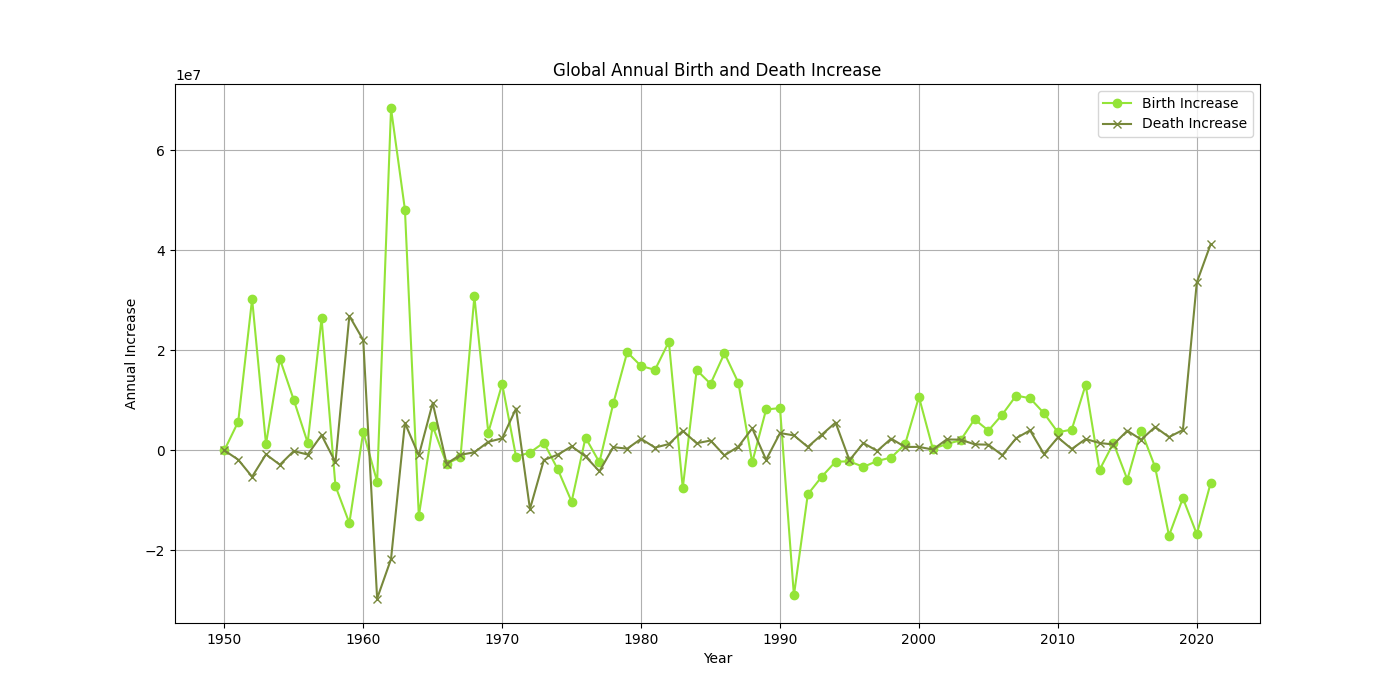 Global Annual Birth and Death Increase
1e7
Birth Increase
Death Increase
6
4
2
0
−2
Annual Increase
1950 1960 1970 1980 1990 2000 2010 2020
Year